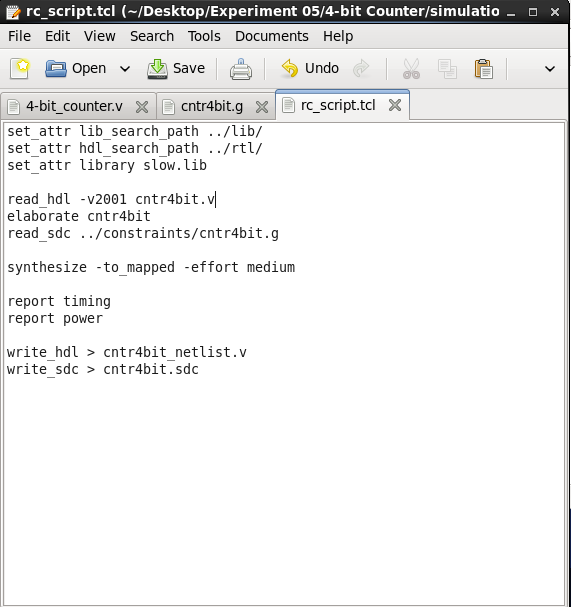 rc_script.tcl (~/Desktop/Experiment 05/4-bit Counter/simulatio
File Edit View Search Tools Documents Help
Open Save Undo
4-bit_counter.v cntr4bit.g rc_script.tcl
set_attr lib_search_path ../lib/
set_attr hdl_search_path ../rtl/
set_attr library slow.lib
read_hdl -v2001 cntr4bit.v
elaborate cntr4bit
read_sdc ../constraints/cntr4bit.g
synthesize -to_mapped -effort medium
report timing
report power
write_hdl > cntr4bit_netlist.v
write_sdc > cntr4bit.sdc